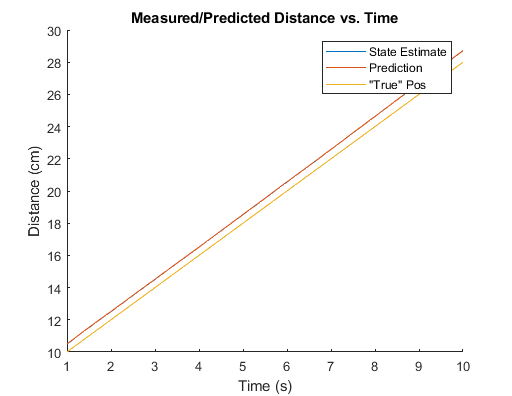 Measured/Predicted Distance vs. Time
State Estimate
Prediction
"True" Pos
Distance (cm)
30
28
26
24
22
20
18
16
14
12
10
1 2 3 4 5 6 7 8 9 10
Time (s)